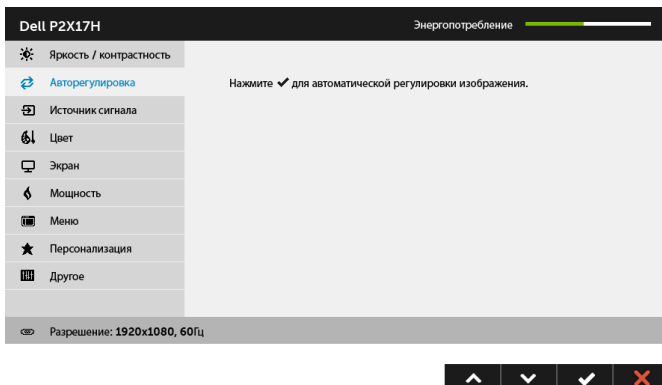 Dell P2X17H
Энергопотребление
Яркость / контрастность
Авторегулировка
Нажмите ✔ для автоматической регулировки изображения.
Источник сигнала
Цвет
Экран
Мощность
Меню
Персонализация
Другое
Разрешение: 1920x1080, 60Гц